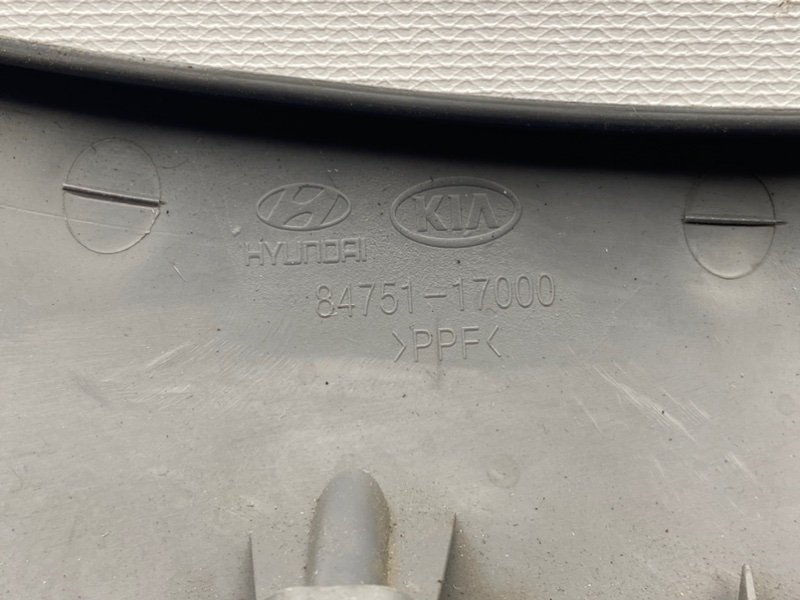 KIA
HYUNDAI
84751-17000
>PPF<